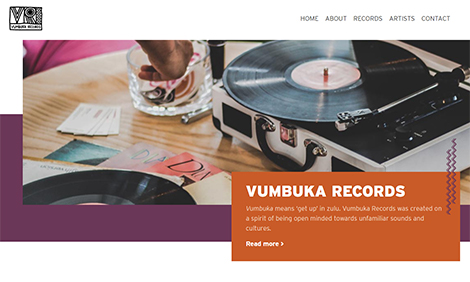 VR
VUMBUKA RECORDS
HOME ABOUT RECORDS ARTISTS CONTACT
VUMBUKA RECORDS
Vumbuka means 'get up' in zulu. Vumbuka Records was created on
a spirit of being open minded towards unfamiliar sounds and
cultures.
Read more >